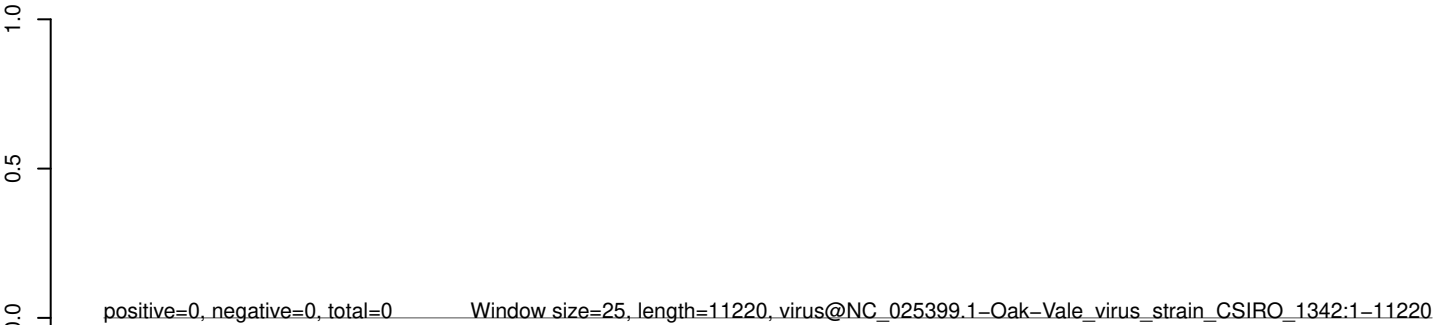 1.0
0.5
0.0
positive=0, negative=0, total=0 Window size=25, length=11220, virus@NC_025399.1−Oak−Vale_virus_strain_CSIRO_1342:1−11220